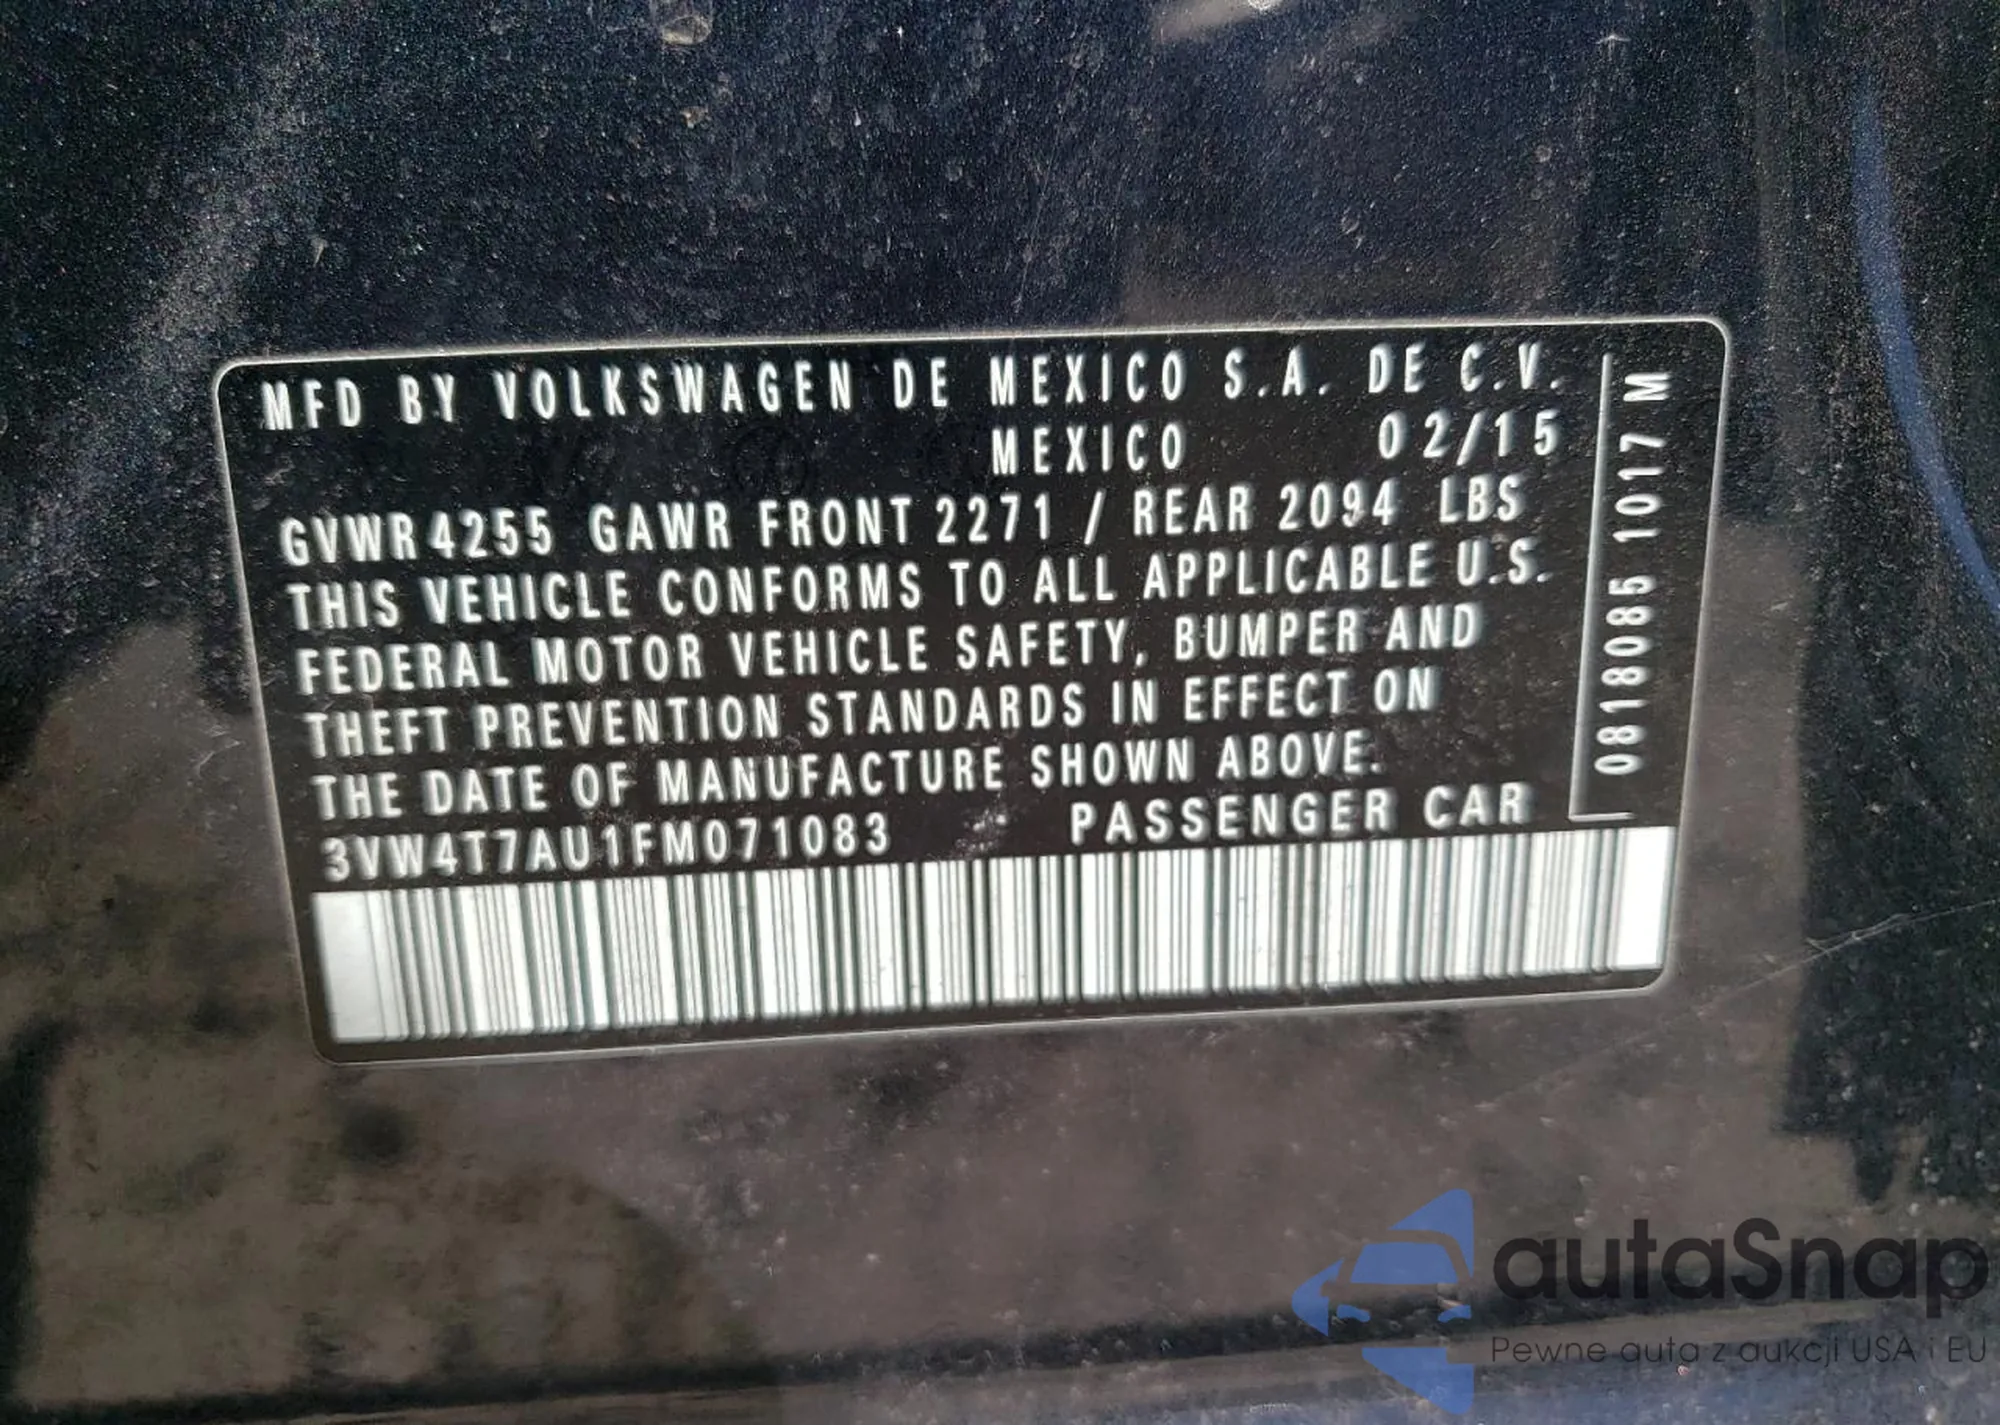 MFD BY VOLKSWAGEN DE MEXICO S.A. DE C.V.
MEXICO 02/15
GVWR 4255 GAWR FRONT 2271 / REAR 2094 LBS
THIS VEHICLE CONFORMS TO ALL APPLICABLE U.S.
FEDERAL MOTOR VEHICLE SAFETY, BUMPER AND
THEFT PREVENTION STANDARDS IN EFFECT ON
THE DATE OF MANUFACTURE SHOWN ABOVE.
3VW4T7AU1FM071083 PASSENGER CAR
0818085 1017 M
autaSnap
Pewne auta z aukcji USA i EU